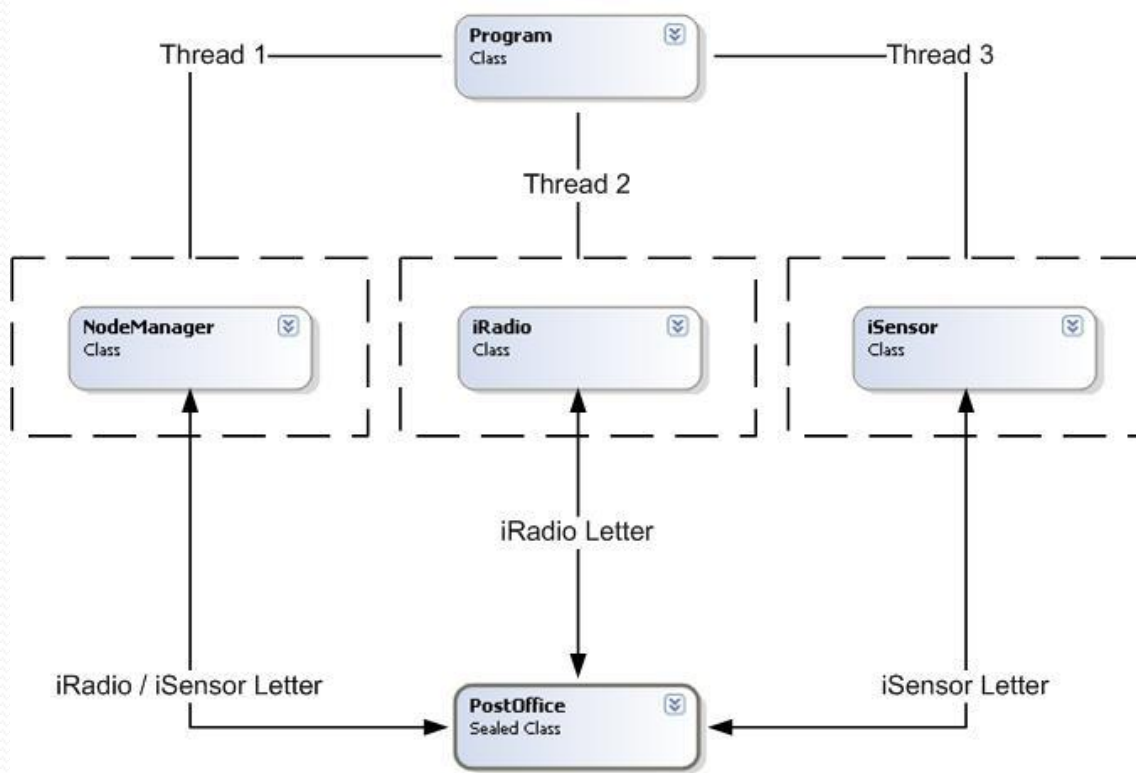 Program
Class
Thread 1
Thread 3
Thread 2
NodeManager
Class
iRadio
Class
iSensor
Class
iRadio Letter
iRadio / iSensor Letter
iSensor Letter
PostOffice
Sealed Class